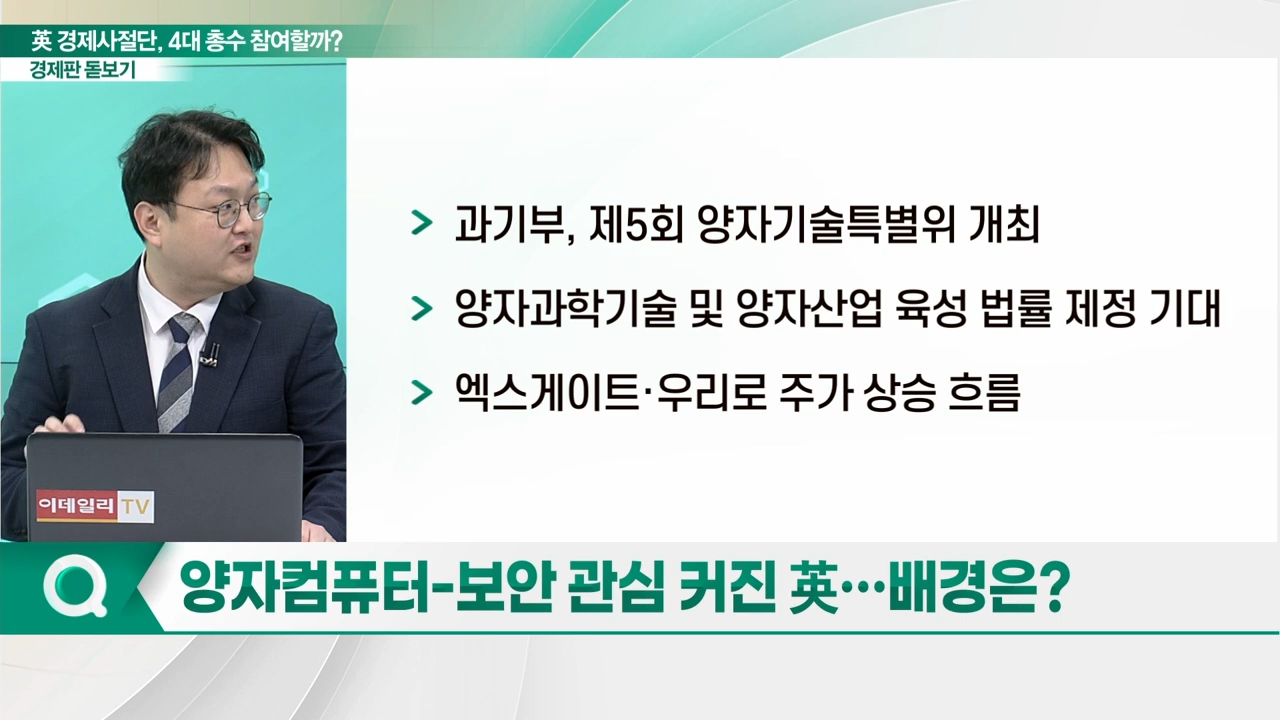 英 경제사절단, 4대 총수 참여할까?
경제판 돋보기
> 과기부, 제5회 양자기술특별위 개최
> 양자과학기술 및 양자산업 육성 법률 제정 기대
> 엑스게이트·우리로 주가 상승 흐름
이데일리 TV
Q 양자컴퓨터-보안 관심 커진 英…배경은?